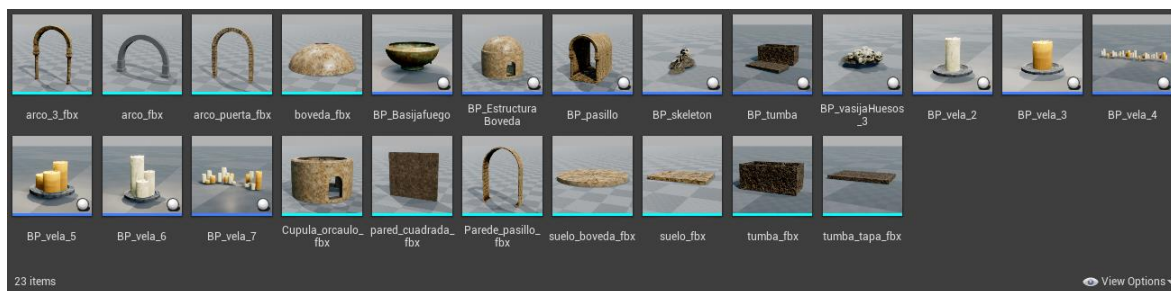 arco_3_fbx
arco_fbx
arco_puerta_fbx
boveda_fbx
BP_Basijafuego
BP_Estructura
Boveda
BP_pasillo
BP_skeleton
BP_tumba
BP_vasijaHuesos
_3
BP_vela_2
BP_vela_3
BP_vela_4
BP_vela_5
BP_vela_6
BP_vela_7
Cupula_orcaulo_
fbx
pared_cuadrada_
fbx
Parede_pasillo_
fbx
suelo_boveda_fbx
suelo_fbx
tumba_fbx
tumba_tapa_fbx
23 items
View Options